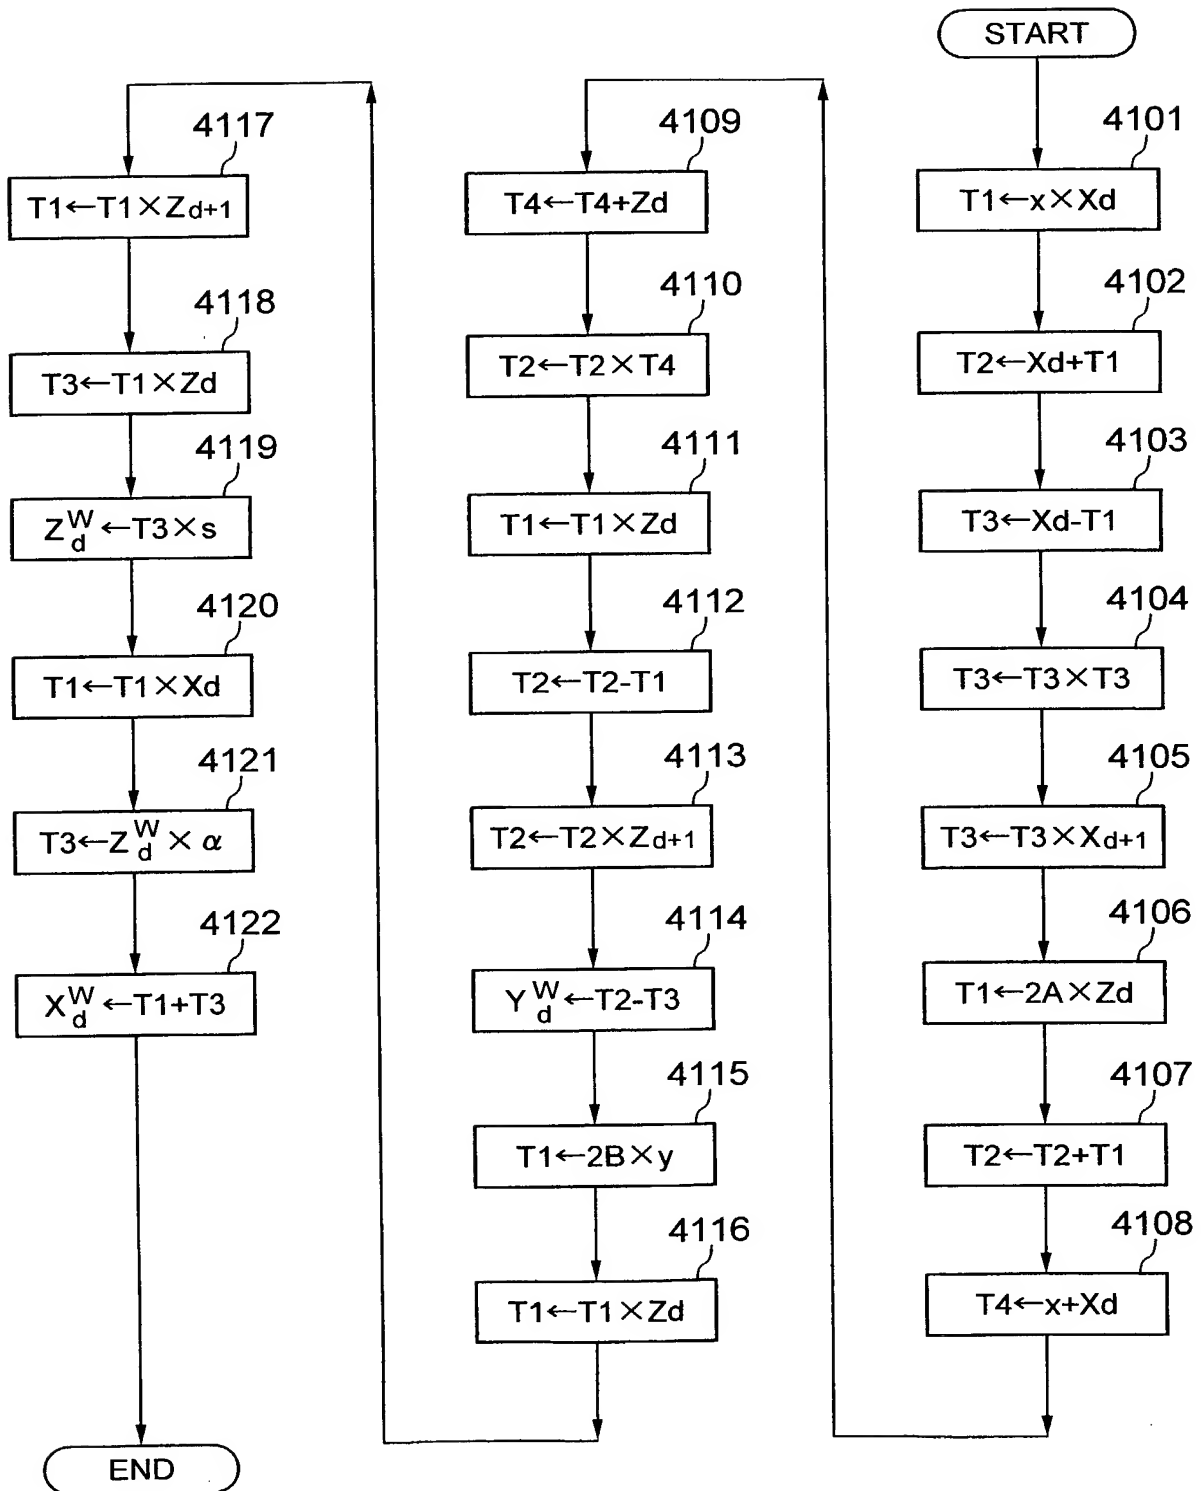 START
4101
T1←x×Xd
4102
T2←Xd+T1
4103
T3←Xd-T1
4104
T3←T3×T3
4105
T3←T3×Xd+1
4106
T1←2A×Zd
4107
T2←T2+T1
4108
T4←x+Xd
4109
T4←T4+Zd
4110
T2←T2×T4
4111
T1←T1×Zd
4112
T2←T2-T1
4113
T2←T2×Zd+1
4114
Y_d^W←T2-T3
4115
T1←2B×y
4116
T1←T1×Zd
4117
T1←T1×Zd+1
4118
T3←T1×Zd
4119
Z_d^W←T3×s
4120
T1←T1×Xd
4121
T3←Z_d^W×α
4122
X_d^W←T1+T3
END